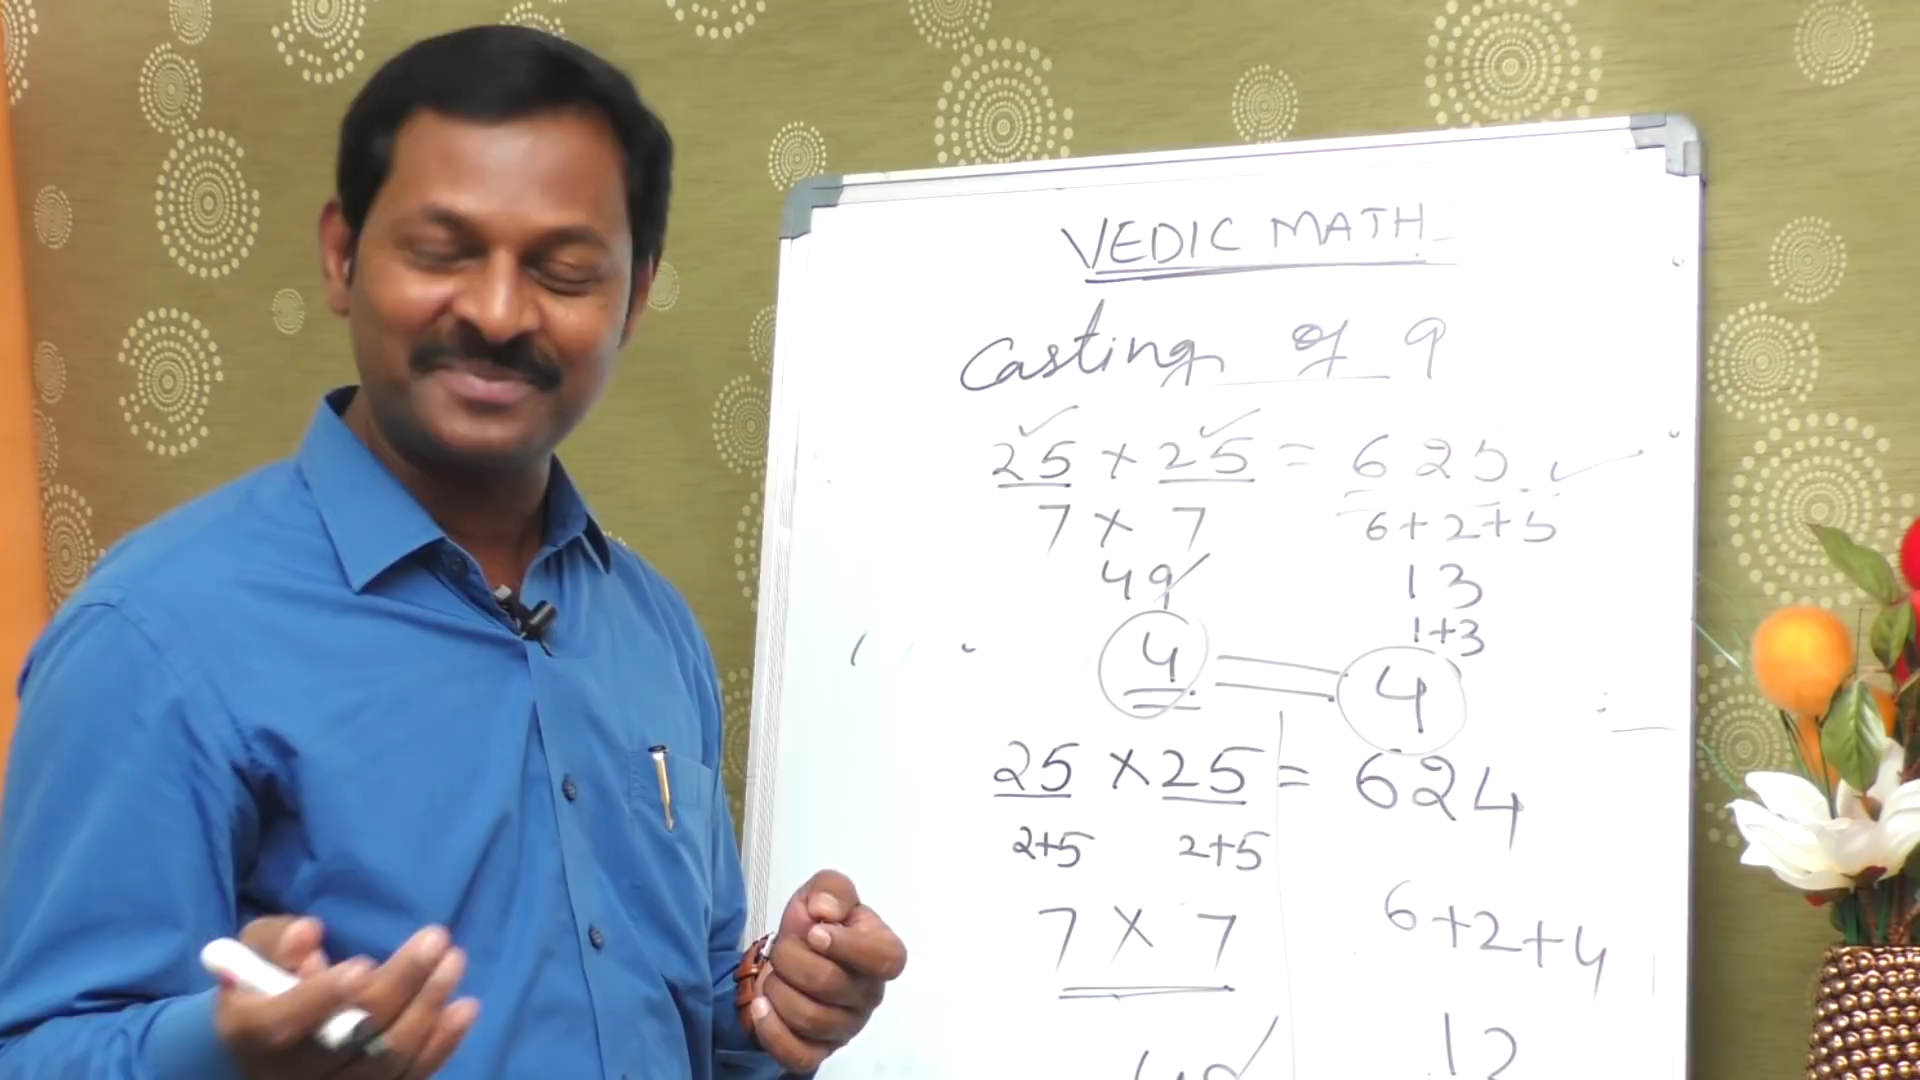 VEDIC MATH
Casting of 9
25 × 25 = 625
7 × 7 6+2+5
49 13
1+3
4 = 4
25 × 25 = 624
2+5 2+5
7 × 7 6+2+4
49 12